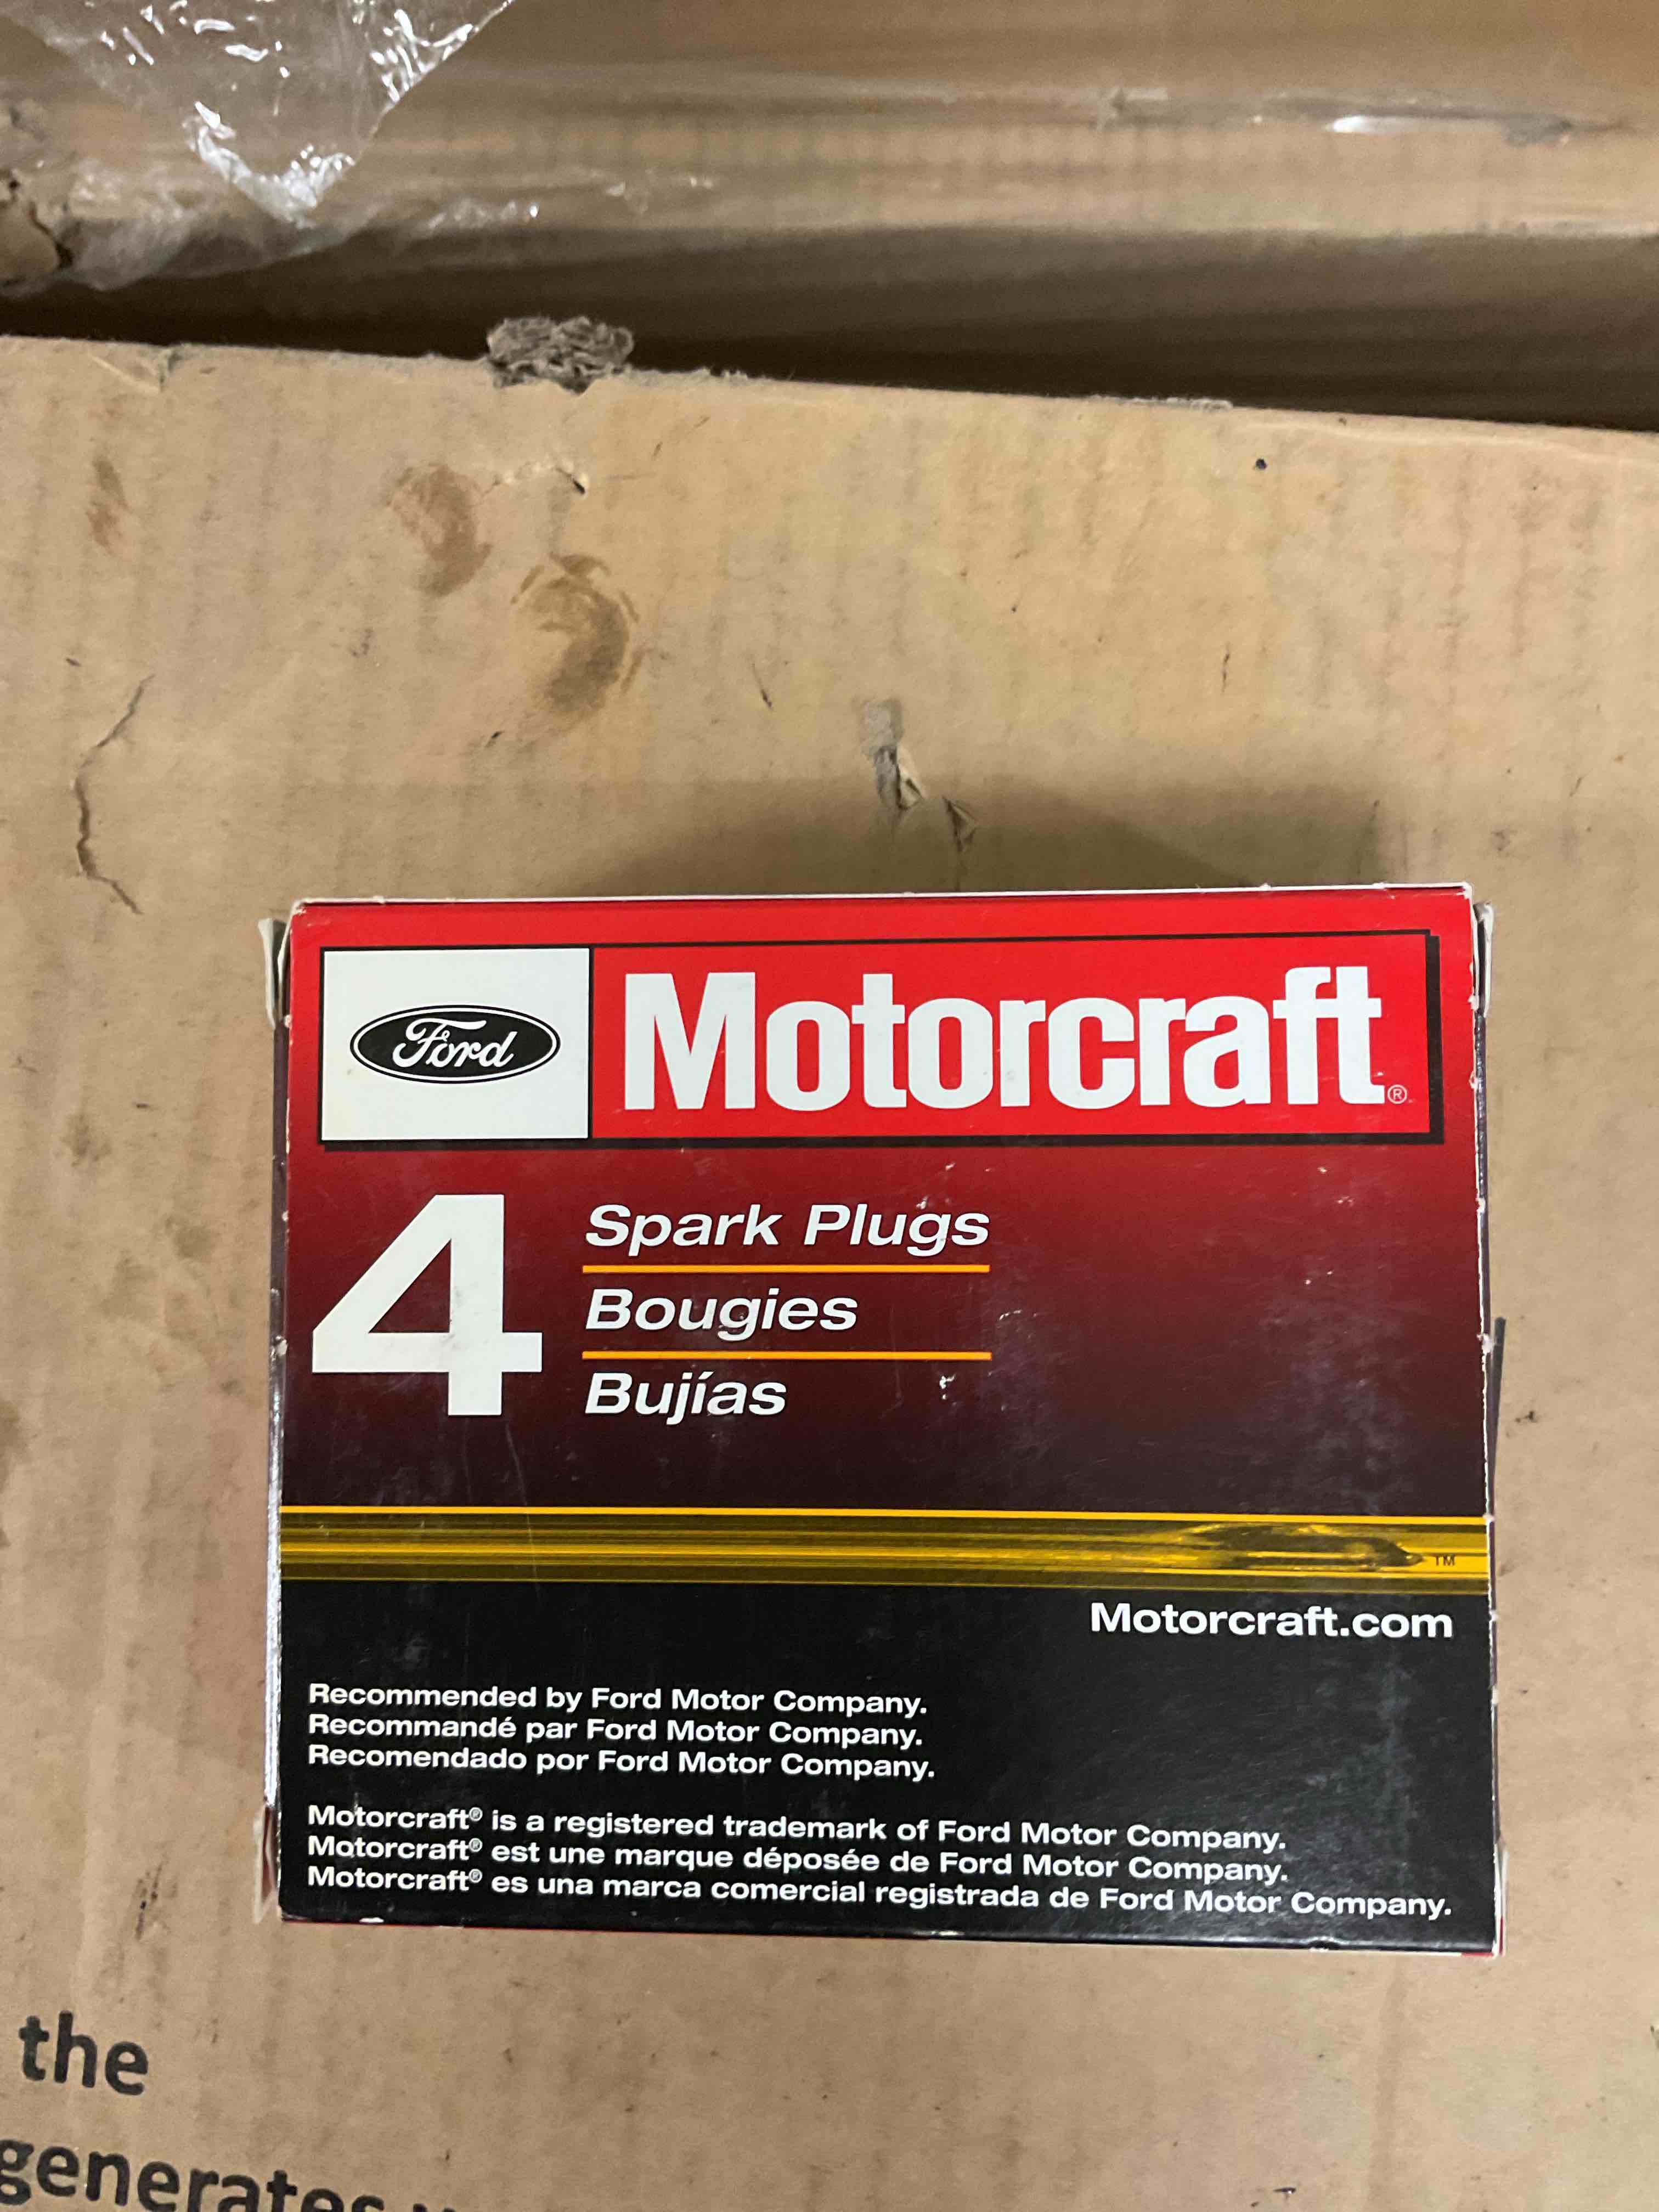 Ford
Motorcraft®
4
Spark Plugs
Bougies
Bujías
™
Motorcraft.com
Recommended by Ford Motor Company.
Recommandé par Ford Motor Company.
Recomendado por Ford Motor Company.
Motorcraft® is a registered trademark of Ford Motor Company.
Motorcraft® est une marque déposée de Ford Motor Company.
Motorcraft® es una marca comercial registrada de Ford Motor Company.
the
generates